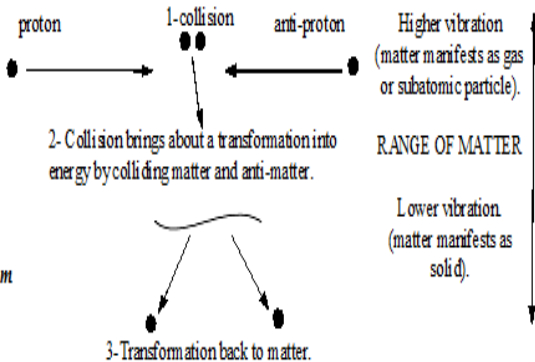 proton
1-collision
anti-proton
2- Collision brings about a transformation into
energy by colliding matter and anti-matter.
3-Transformation back to matter.
Higher vibration
(matter manifests as gas
or subatomic particle).
RANGE OF MATTER
Lower vibration.
(matter manifests as
solid).
m